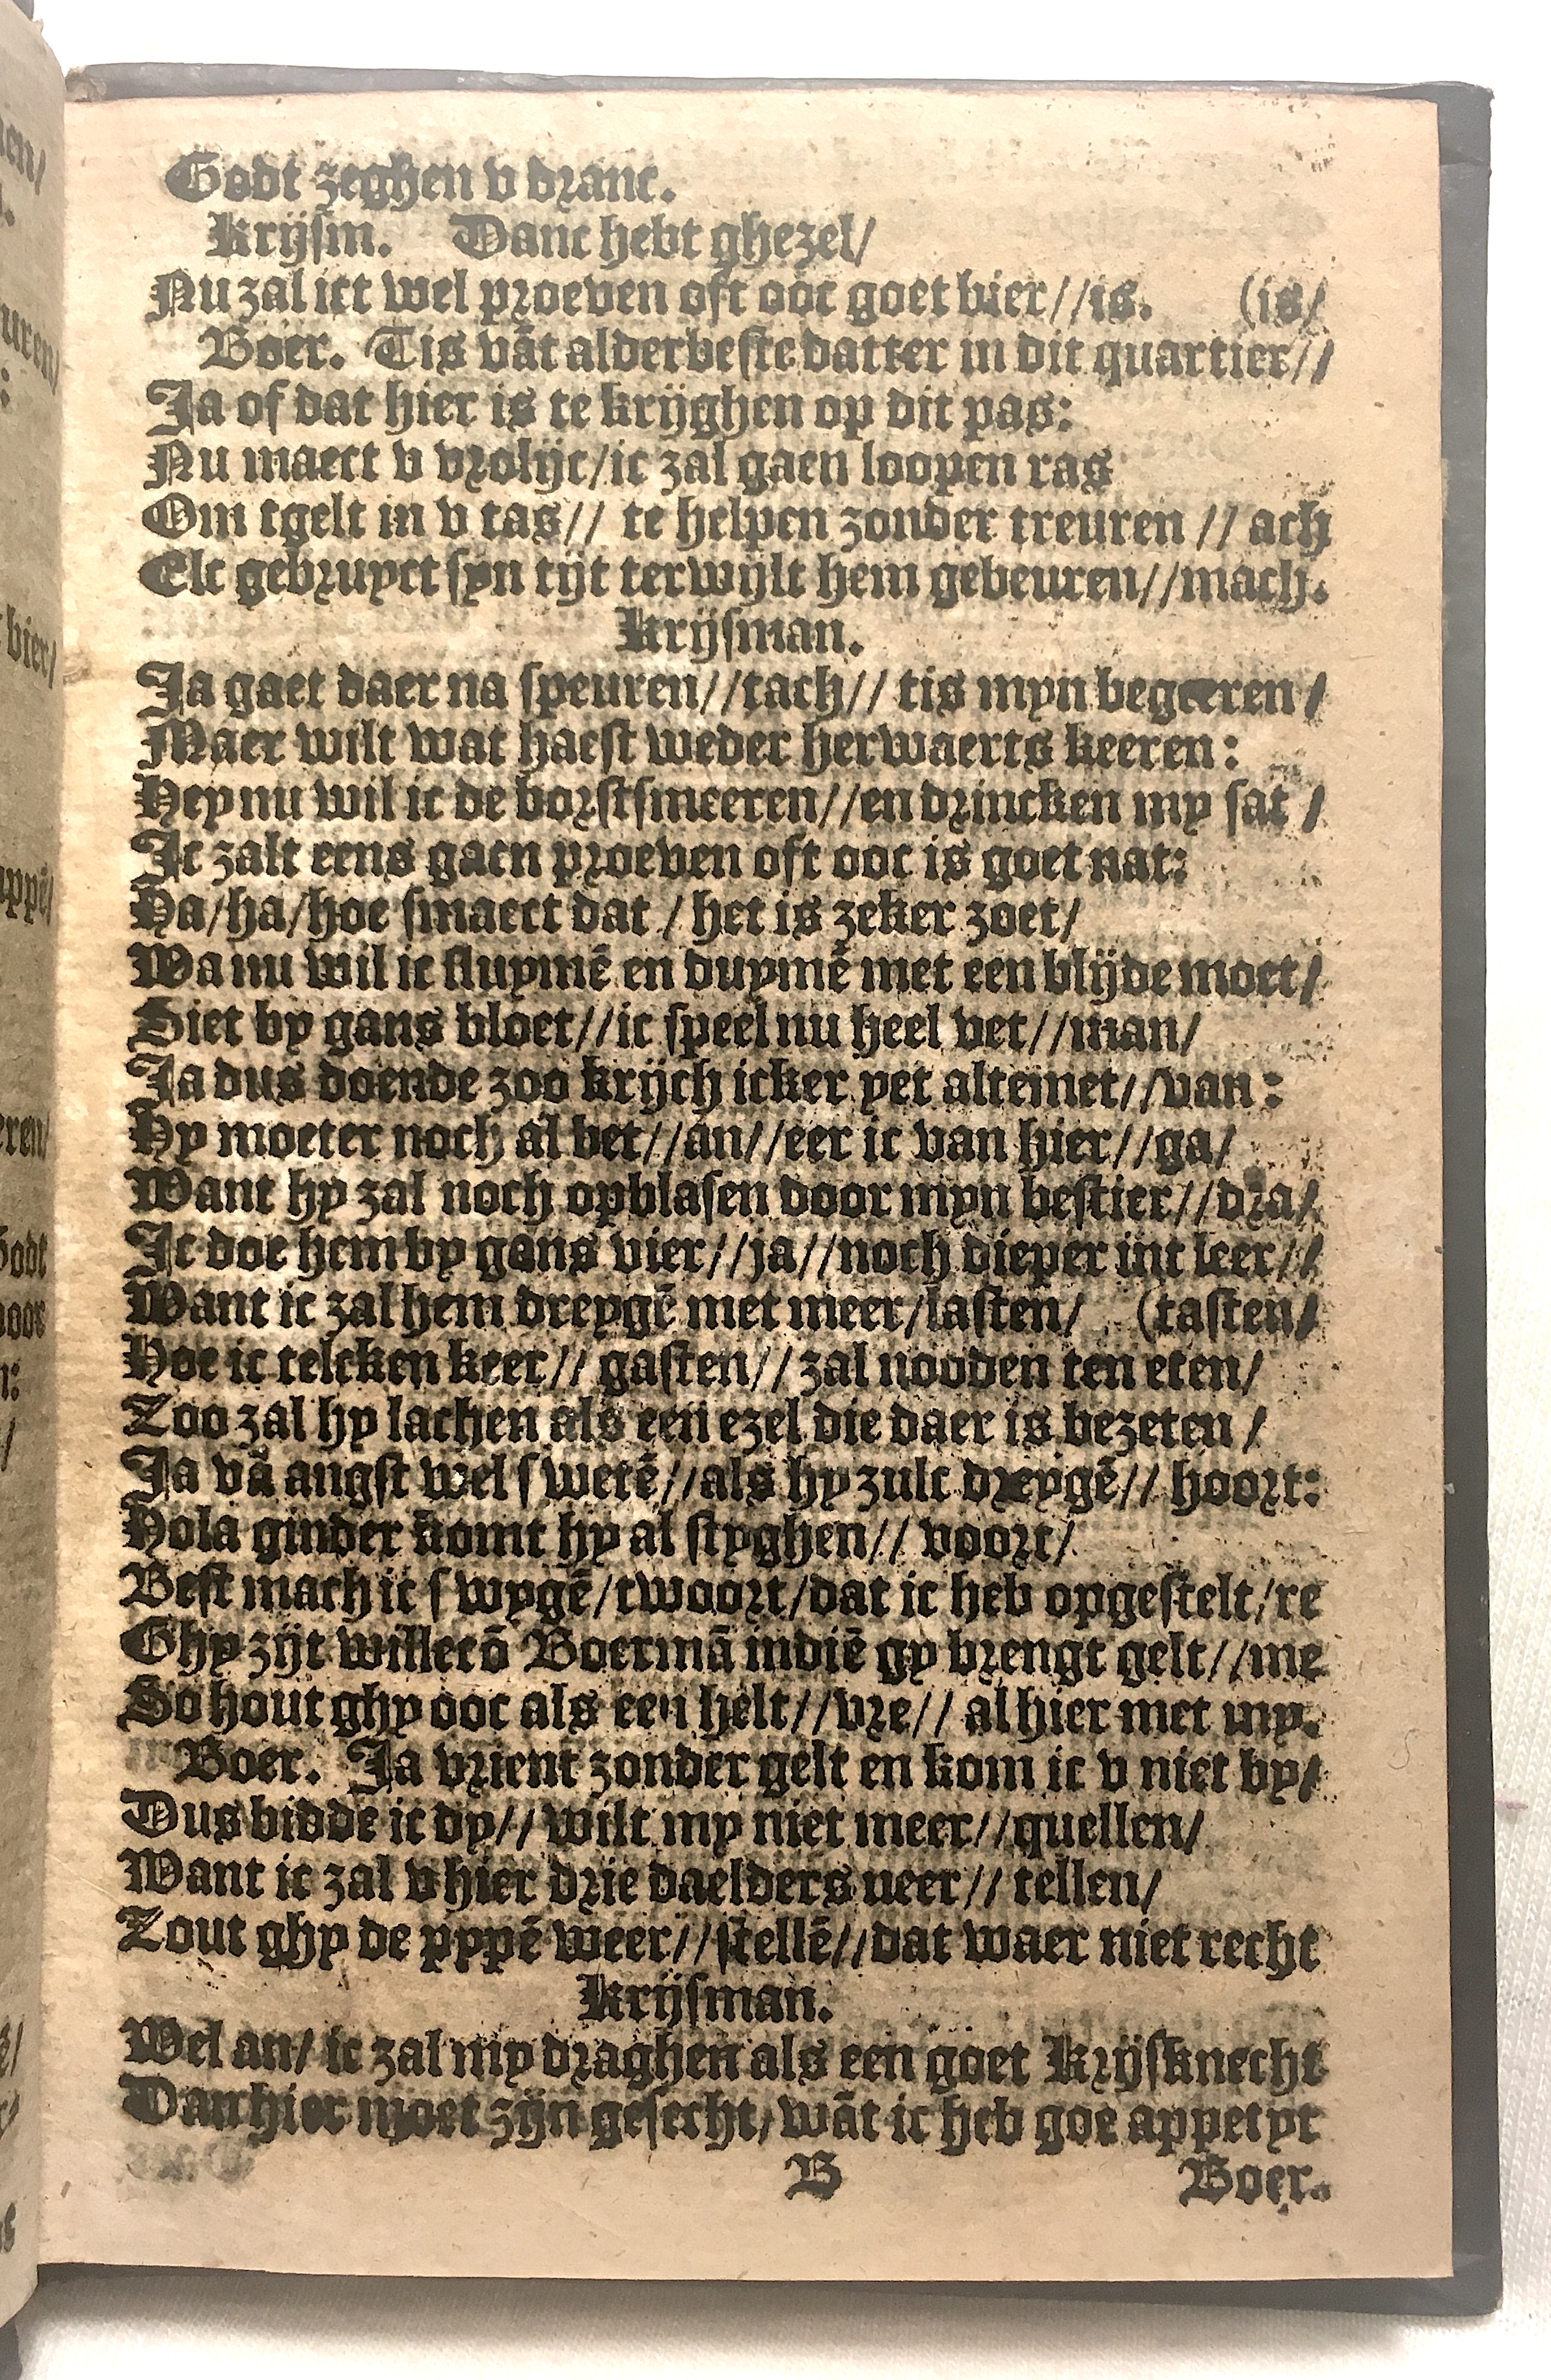 Godt zeghen v dranc.
Krijsm. Danc hebt ghezel/
Nu zal ict wel proeven oft ooc goet bier//is. (is/
Boer. Tis vāt alderbeste datter in dit quartier//
Ja of dat hier is te krijghen op dit pas:
Nu maect v vrolijc/ic zal gaen loopen ras
Om tgelt in v tas// te helpen zonder treuren // ach
Elc gebruyct syn tijt terwijlt hem gebeuren//mach.
Krijsman.
Ja gaet daer na speuren//tach// tis myn begeeren/
Maer wilt wat haest weder herwaerts keeren:
Hey nu wil ic de borst smeeren//en drincken my sat /
Ic zalt eens gaen proeven oft ooc is goet nat:
Ha/ha/hoe smaect dat / het is zeker zoet/
Wa nu wil ic fluymē en duymē met een blijde moet/
Siet by gans bloet//ic speel nu heel vet//man/
Ja dus doende zoo krijch icker yet altemet//van:
Hy moeter noch al bet//an//eer ic van hier//ga/
Want hy zal noch opblasen door myn bestier//dra/
Ic doe hem by gans vier//ja//noch dieper int leer//
Want ic zal hem dreygē met meer/lasten/ (tasten/
Hoe ic telcken keer// gasten// zal nooden ten eten/
Zoo zal hy lachen als een ezel die daer is bezeten/
Ja vā angst wel swetē//als hy zulc dreygē// hoort:
Hola ginder komt hy al styghen// voort/
Best mach ic swygē/twoort/dat ic heb opgestelt/re
Ghy zijt willecō Boermā indiē gy brengt gelt//me
So hout ghy ooc als een helt//vre// al hier met my.
Boer. Ja vrient zonder gelt en kom ic v niet by/
Dus bidde ic dy// wilt my niet meer//quellen/
Want ic zal v hier drie daelders neer// tellen/
Zout ghy de pypē weer//stellē//dat waer niet recht
Krijsman.
Wel an/ ic zal my draghen als een goet Krijsknecht
Dan hier moet zijn gesecht/wāt ic heb goe appetyt
B Boer.